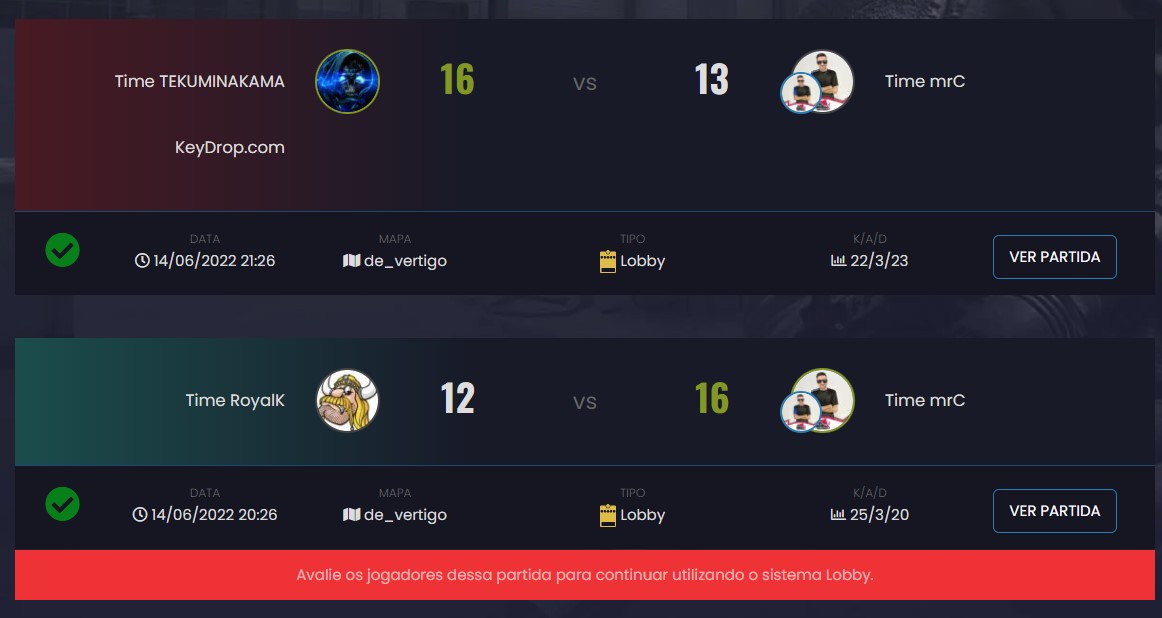 Time TEKUMINAKAMA 16 vs 13 Time mrC
KeyDrop.com
DATA MAPA TIPO K/A/D
14/06/2022 21:26 de_vertigo Lobby 22/3/23 VER PARTIDA
Time RoyalK 12 vs 16 Time mrC
DATA MAPA TIPO K/A/D
14/06/2022 20:26 de_vertigo Lobby 25/3/20 VER PARTIDA
Avalie os jogadores dessa partida para continuar utilizando o sistema Lobby.